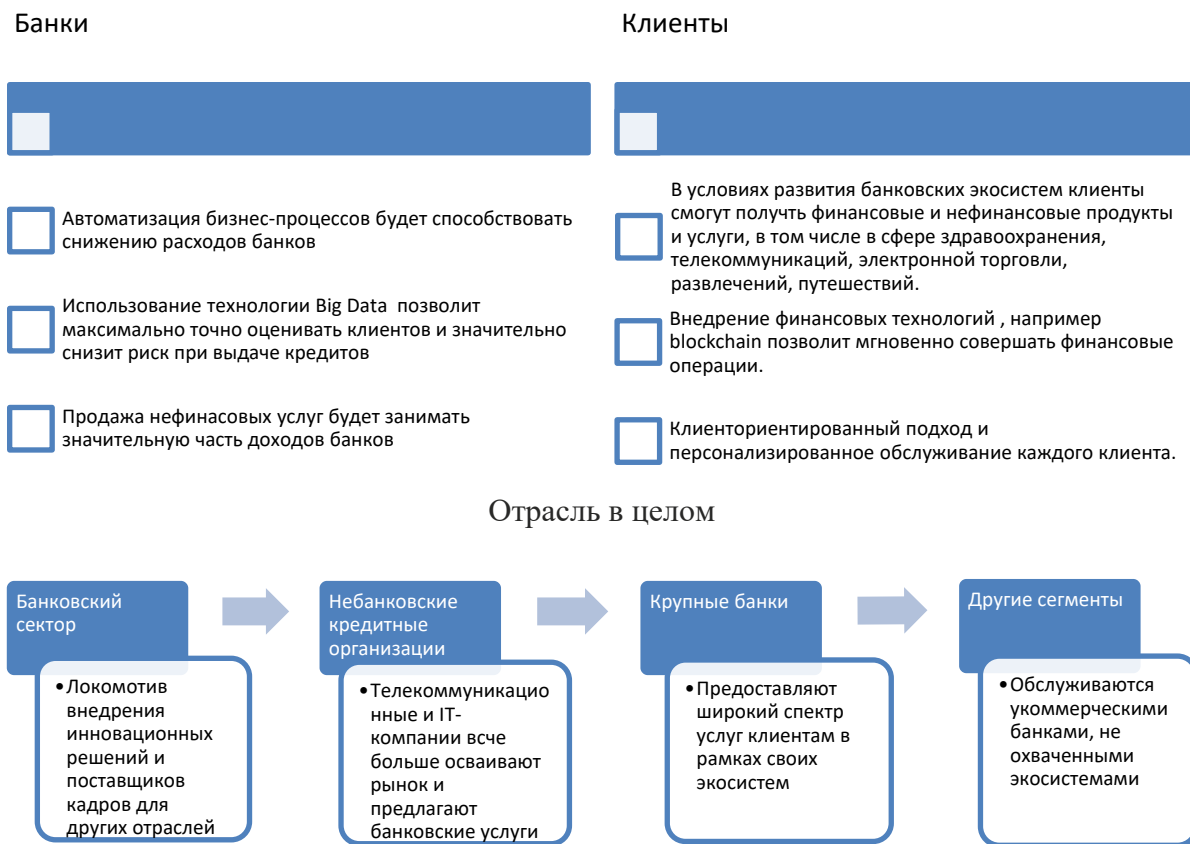 Банки
Автоматизация бизнес-процессов будет способствовать
снижению расходов банков
Использование технологии Big Data позволит
максимально точно оценивать клиентов и значительно
снизит риск при выдаче кредитов
Продажа нефинасовых услуг будет занимать
значительную часть доходов банков
Клиенты
В условиях развития банковских экосистем клиенты
смогут получть финансовые и нефинансовые продукты
и услуги, в том числе в сфере здравоохранения,
телекоммуникаций, электронной торговли,
развлечений, путешествий.
Внедрение финансовых технологий , например
blockchain позволит мгновенно совершать финансовые
операции.
Клиенториентированный подход и
персонализированное обслуживание каждого клиента.
Отрасль в целом
Банковский
сектор
•Локомотив
внедрения
инновационных
решений и
поставщиков
кадров для
других отраслей
Небанковские
кредитные
организации
•Телекоммуникацио
нные и IT-
компании всче
больше осваивают
рынок и
предлагают
банковские услуги
Крупные банки
•Предоставляют
широкий спектр
услуг клиентам в
рамках своих
экосистем
Другие сегменты
•Обслуживаются
укоммерческими
банками, не
охваченными
экосистемами